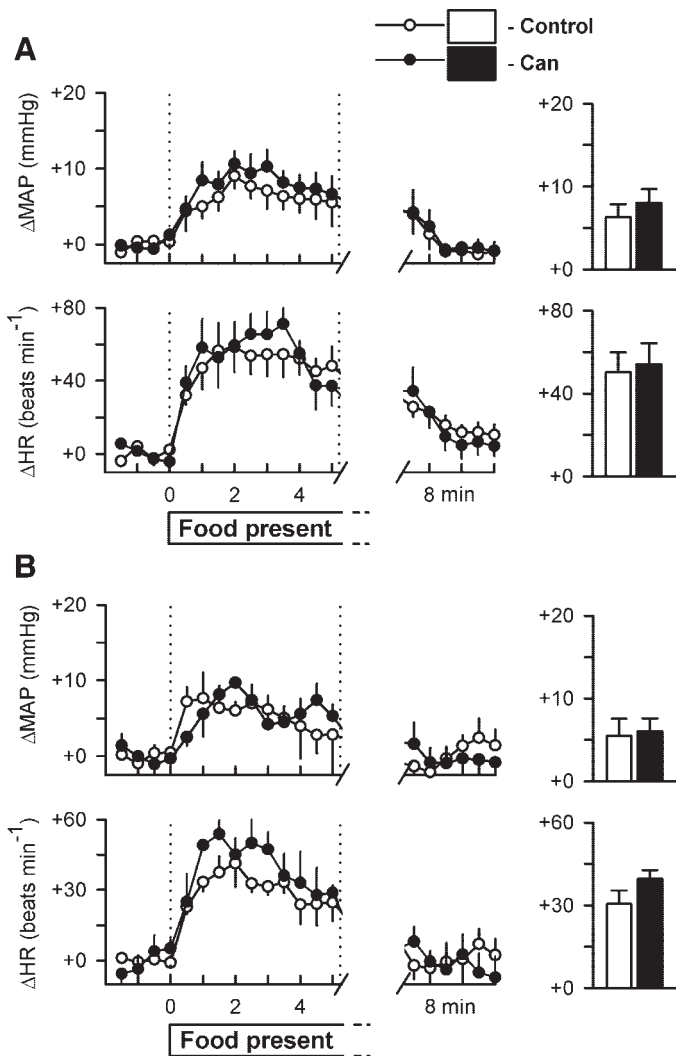 - Control
- Can
A
ΔMAP (mmHg)
+20
+10
+0
+20
+10
+0
ΔHR (beats min⁻¹)
+80
+40
+0
0 2 4 8 min
+80
+40
+0
Food present
B
ΔMAP (mmHg)
+20
+10
+0
+20
+10
+0
ΔHR (beats min⁻¹)
+60
+30
+0
0 2 4 8 min
+60
+30
+0
Food present